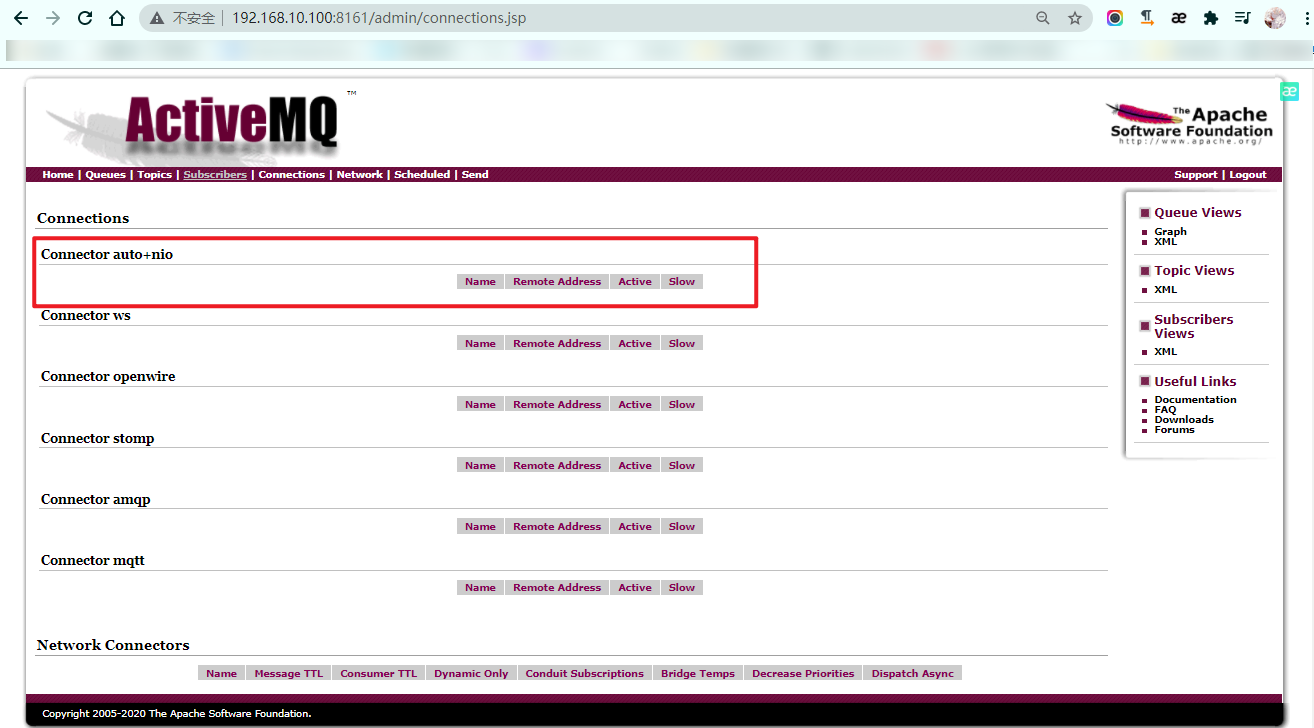 不安全 192.168.10.100:8161/admin/connections.jsp
æ
æ
ActiveMQ ™
The Apache
Software Foundation
http://www.apache.org/
Home | Queues | Topics | Subscribers | Connections | Network | Scheduled | Send
Support | Logout
Connections
Connector auto+nio
Name Remote Address Active Slow
Connector ws
Name Remote Address Active Slow
Connector openwire
Name Remote Address Active Slow
Connector stomp
Name Remote Address Active Slow
Connector amqp
Name Remote Address Active Slow
Connector mqtt
Name Remote Address Active Slow
Network Connectors
Name Message TTL Consumer TTL Dynamic Only Conduit Subscriptions Bridge Temps Decrease Priorities Dispatch Async
Queue Views
Graph
XML
Topic Views
XML
Subscribers
Views
XML
Useful Links
Documentation
FAQ
Downloads
Forums
Copyright 2005-2020 The Apache Software Foundation.